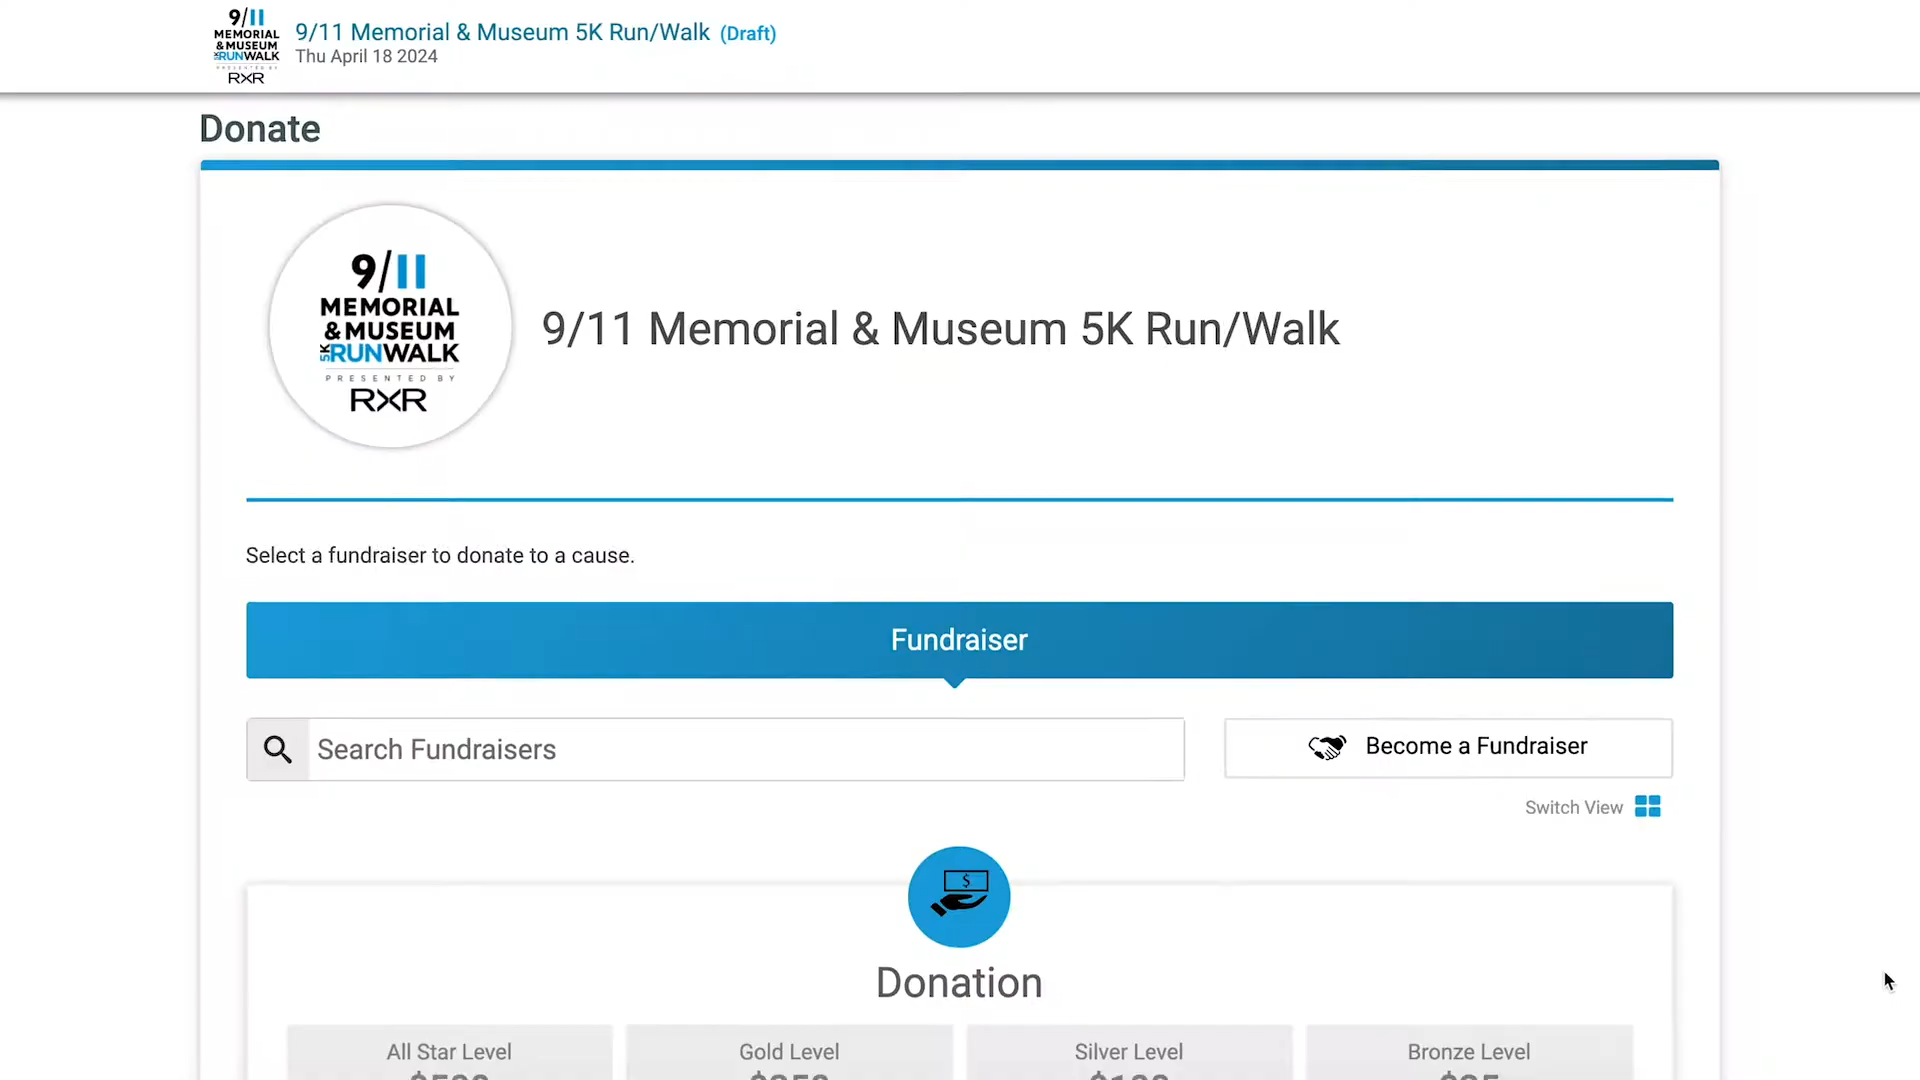 9/11
MEMORIAL
&MUSEUM
5K RUNWALK
PRESENTED BY
RXR
9/11 Memorial & Museum 5K Run/Walk (Draft)
Thu April 18 2024
Donate
9/11
MEMORIAL
&MUSEUM
5K RUNWALK
PRESENTED BY
RXR
9/11 Memorial & Museum 5K Run/Walk
Select a fundraiser to donate to a cause.
Fundraiser
Search Fundraisers
Become a Fundraiser
Switch View
$
Donation
All Star Level
Gold Level
Silver Level
Bronze Level